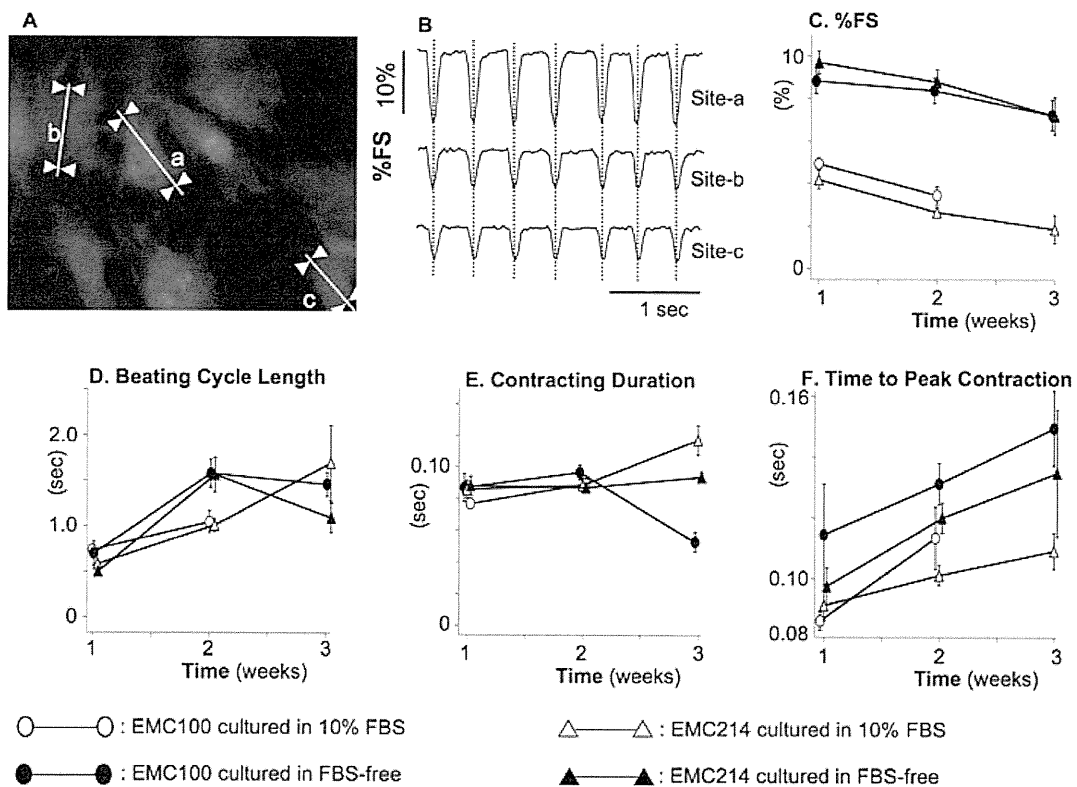 A
b
a
c
B
10%
%FS
Site-a
Site-b
Site-c
1 sec
C. %FS
10
(%)
0
1 2 3
Time (weeks)
D. Beating Cycle Length
2.0
(sec)
1.0
0
1 2 3
Time (weeks)
E. Contracting Duration
0.10
(sec)
0
1 2 3
Time (weeks)
F. Time to Peak Contraction
0.16
(sec)
0.10
0.08
1 2 3
Time (weeks)
: EMC100 cultured in 10% FBS
: EMC214 cultured in 10% FBS
: EMC100 cultured in FBS-free
: EMC214 cultured in FBS-free